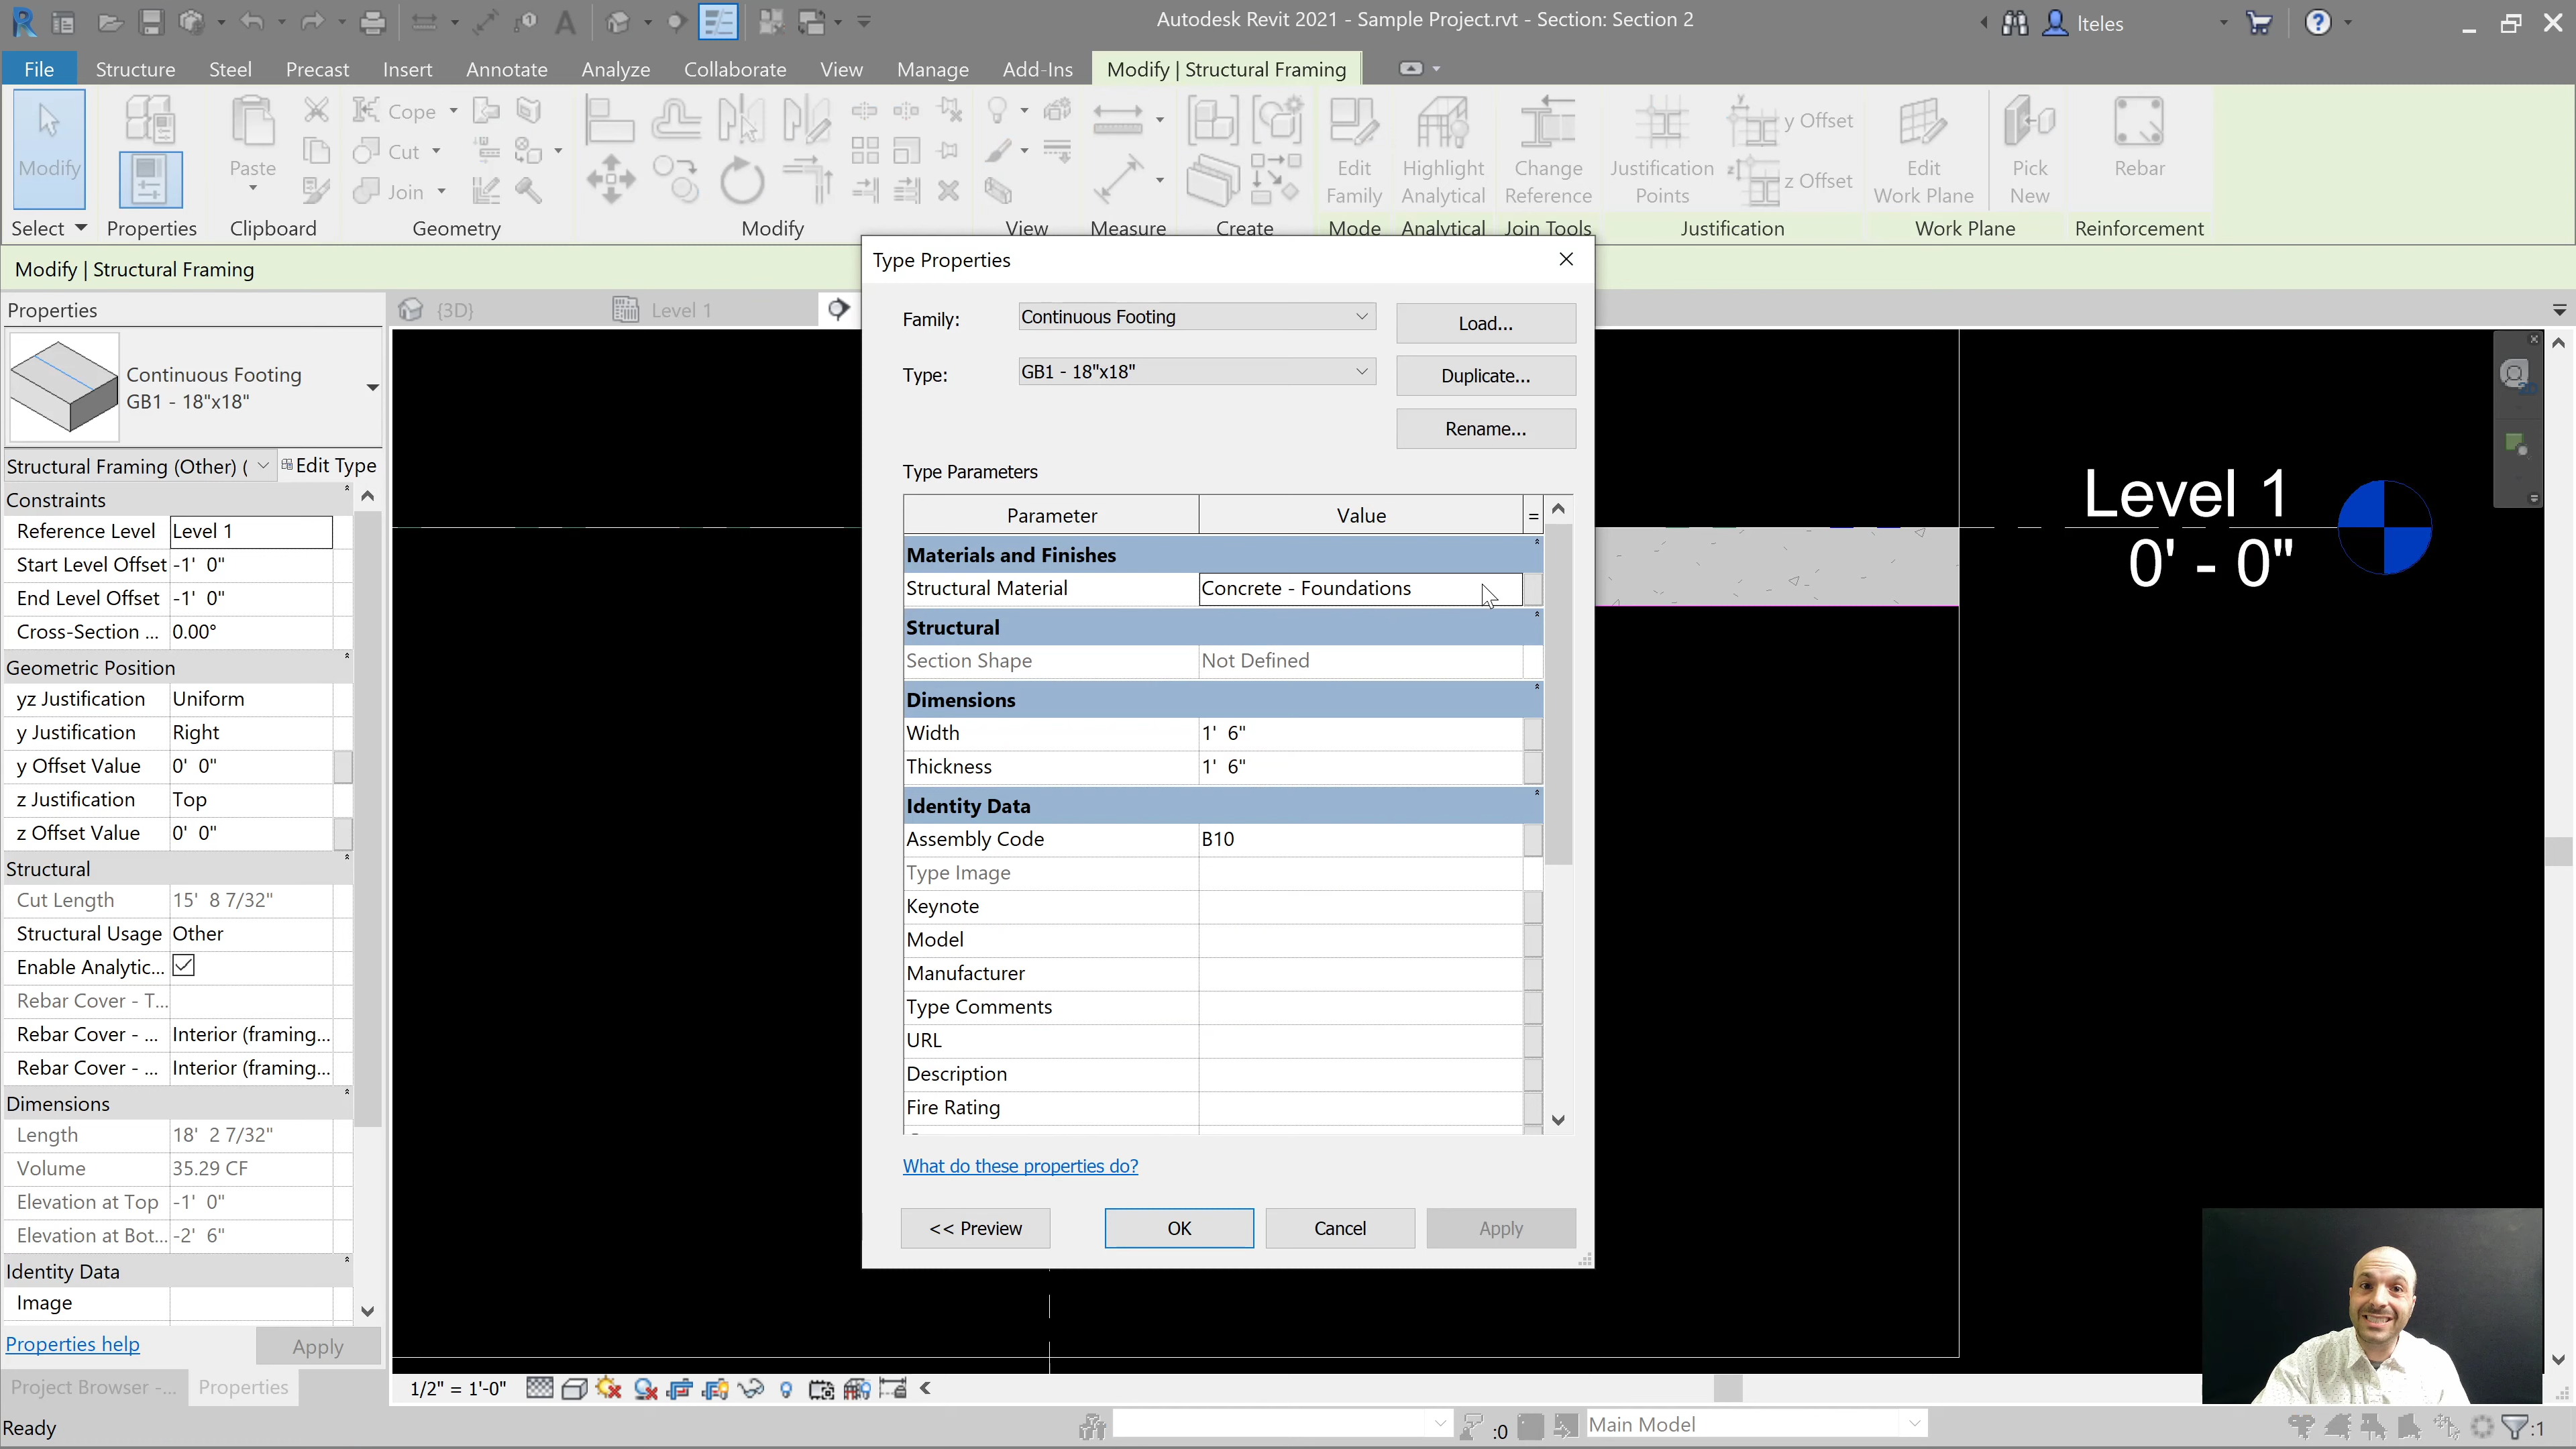 Autodesk Revit 2021 - Sample Project.rvt - Section: Section 2
lteles
File Structure Steel Precast Insert Annotate Analyze Collaborate View Manage Add-Ins Modify | Structural Framing
Modify
Paste
Cope
Cut
Join
Edit Family
Highlight Analytical
Change Reference
Justification Points
y Offset
z Offset
Edit Work Plane
Pick New
Rebar
Select Properties Clipboard Geometry Modify View Measure Create Mode Analytical Join Tools Justification Work Plane Reinforcement
Modify | Structural Framing
Properties
Continuous Footing
GB1 - 18"x18"
Structural Framing (Other) ( Edit Type
Constraints
Reference Level Level 1
Start Level Offset -1' 0"
End Level Offset -1' 0"
Cross-Section ... 0.00°
Geometric Position
yz Justification Uniform
y Justification Right
y Offset Value 0' 0"
z Justification Top
z Offset Value 0' 0"
Structural
Cut Length 15' 8 7/32"
Structural Usage Other
Enable Analytic...
Rebar Cover - T...
Rebar Cover - ... Interior (framing...
Rebar Cover - ... Interior (framing...
Dimensions
Length 18' 2 7/32"
Volume 35.29 CF
Elevation at Top -1' 0"
Elevation at Bot... -2' 6"
Identity Data
Image
Properties help Apply
Project Browser -... Properties
Ready
{3D} Level 1
Type Properties
Family: Continuous Footing Load...
Type: GB1 - 18"x18" Duplicate...
Rename...
Type Parameters
Parameter Value =
Materials and Finishes
Structural Material Concrete - Foundations
Structural
Section Shape Not Defined
Dimensions
Width 1' 6"
Thickness 1' 6"
Identity Data
Assembly Code B10
Type Image
Keynote
Model
Manufacturer
Type Comments
URL
Description
Fire Rating
What do these properties do?
<< Preview OK Cancel Apply
Level 1
0' - 0"
1/2" = 1'-0"
:0 Main Model :1